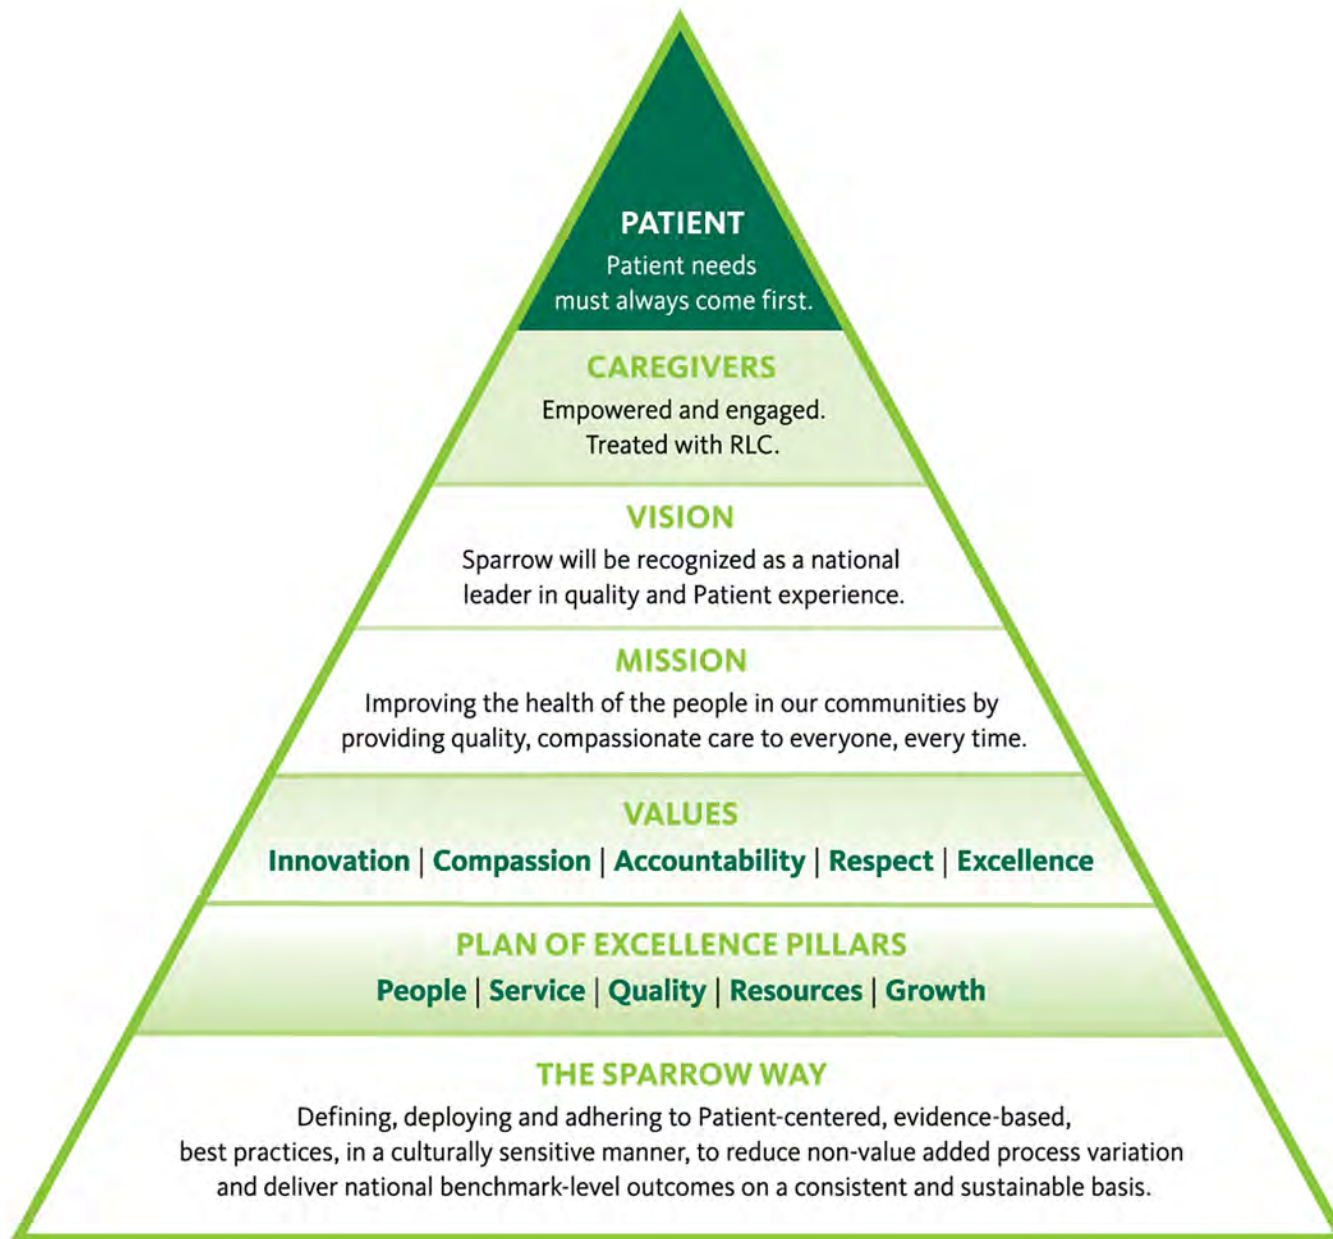 PATIENT
Patient needs
must always come first.
CAREGIVERS
Empowered and engaged.
Treated with RLC.
VISION
Sparrow will be recognized as a national
leader in quality and Patient experience.
MISSION
Improving the health of the people in our communities by
providing quality, compassionate care to everyone, every time.
VALUES
Innovation | Compassion | Accountability | Respect | Excellence
PLAN OF EXCELLENCE PILLARS
People | Service | Quality | Resources | Growth
THE SPARROW WAY
Defining, deploying and adhering to Patient-centered, evidence-based,
best practices, in a culturally sensitive manner, to reduce non-value added process variation
and deliver national benchmark-level outcomes on a consistent and sustainable basis.